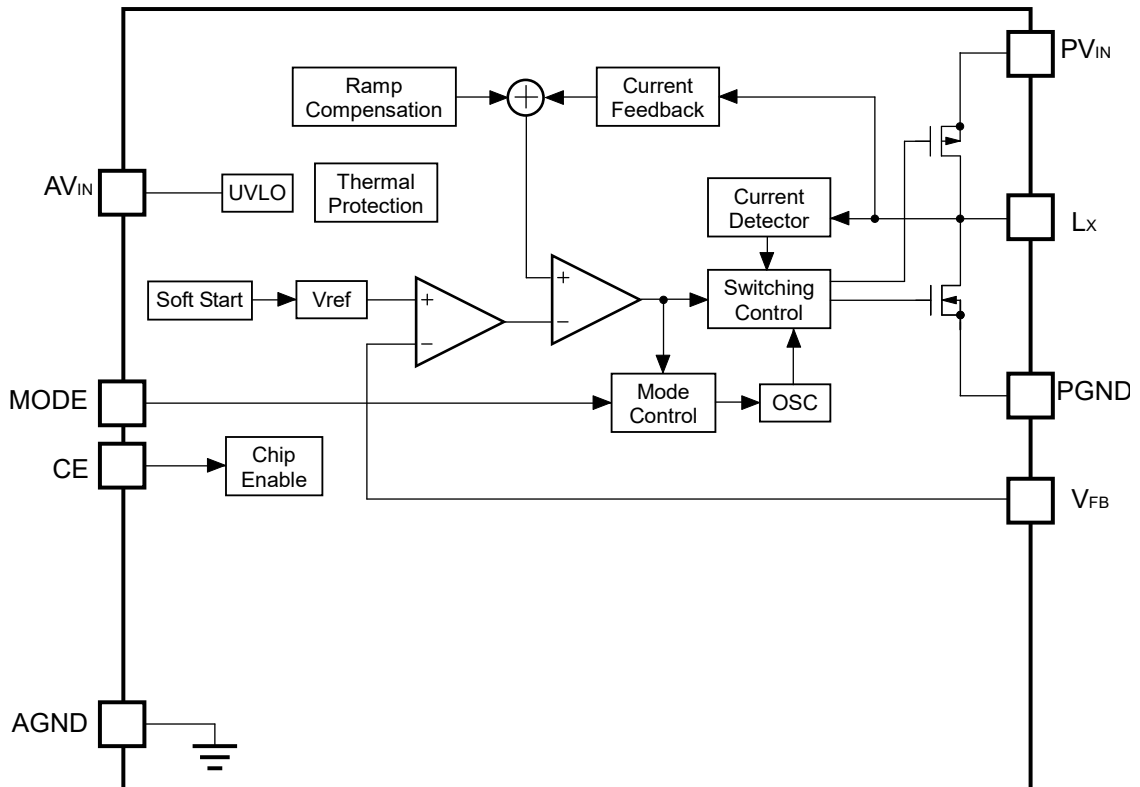 PVIN
Ramp
Compensation
Current
Feedback
AVIN
UVLO
Thermal
Protection
Current
Detector
LX
Soft Start
Vref
+
−
+
−
Switching
Control
MODE
Mode
Control
OSC
PGND
CE
Chip
Enable
VFB
AGND